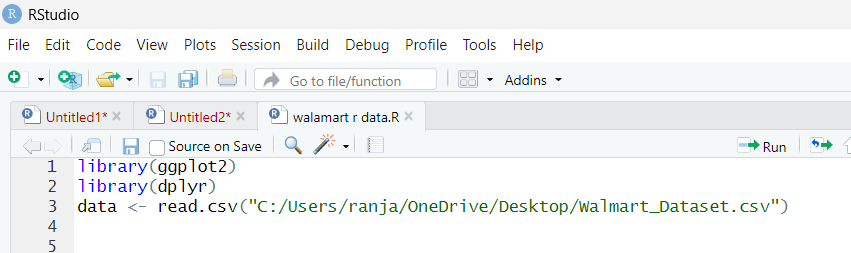 RStudio
File Edit Code View Plots Session Build Debug Profile Tools Help
Go to file/function Addins
Untitled1* Untitled2* walamart r data.R
Source on Save Run
1 library(ggplot2)
2 library(dplyr)
3 data <- read.csv("C:/Users/ranja/OneDrive/Desktop/Walmart_Dataset.csv")
4
5